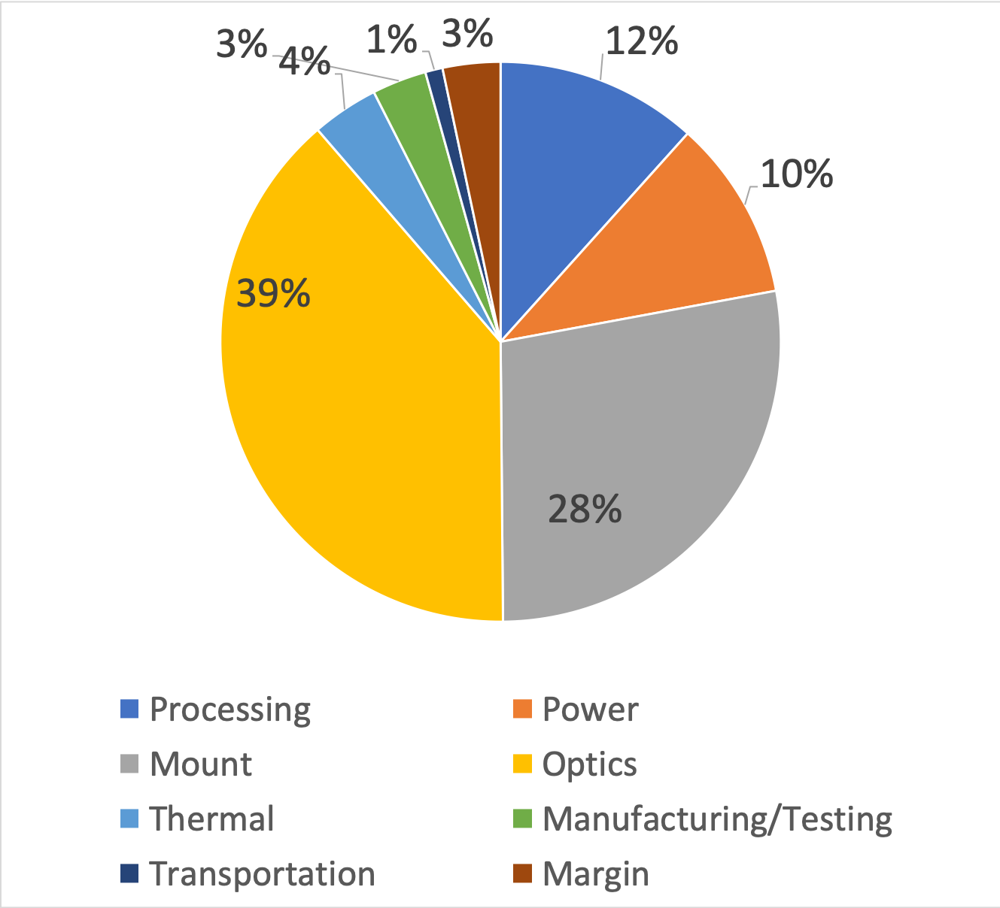 3%
4%
1%
3%
12%
10%
39%
28%
Processing
Power
Mount
Optics
Thermal
Manufacturing/Testing
Transportation
Margin